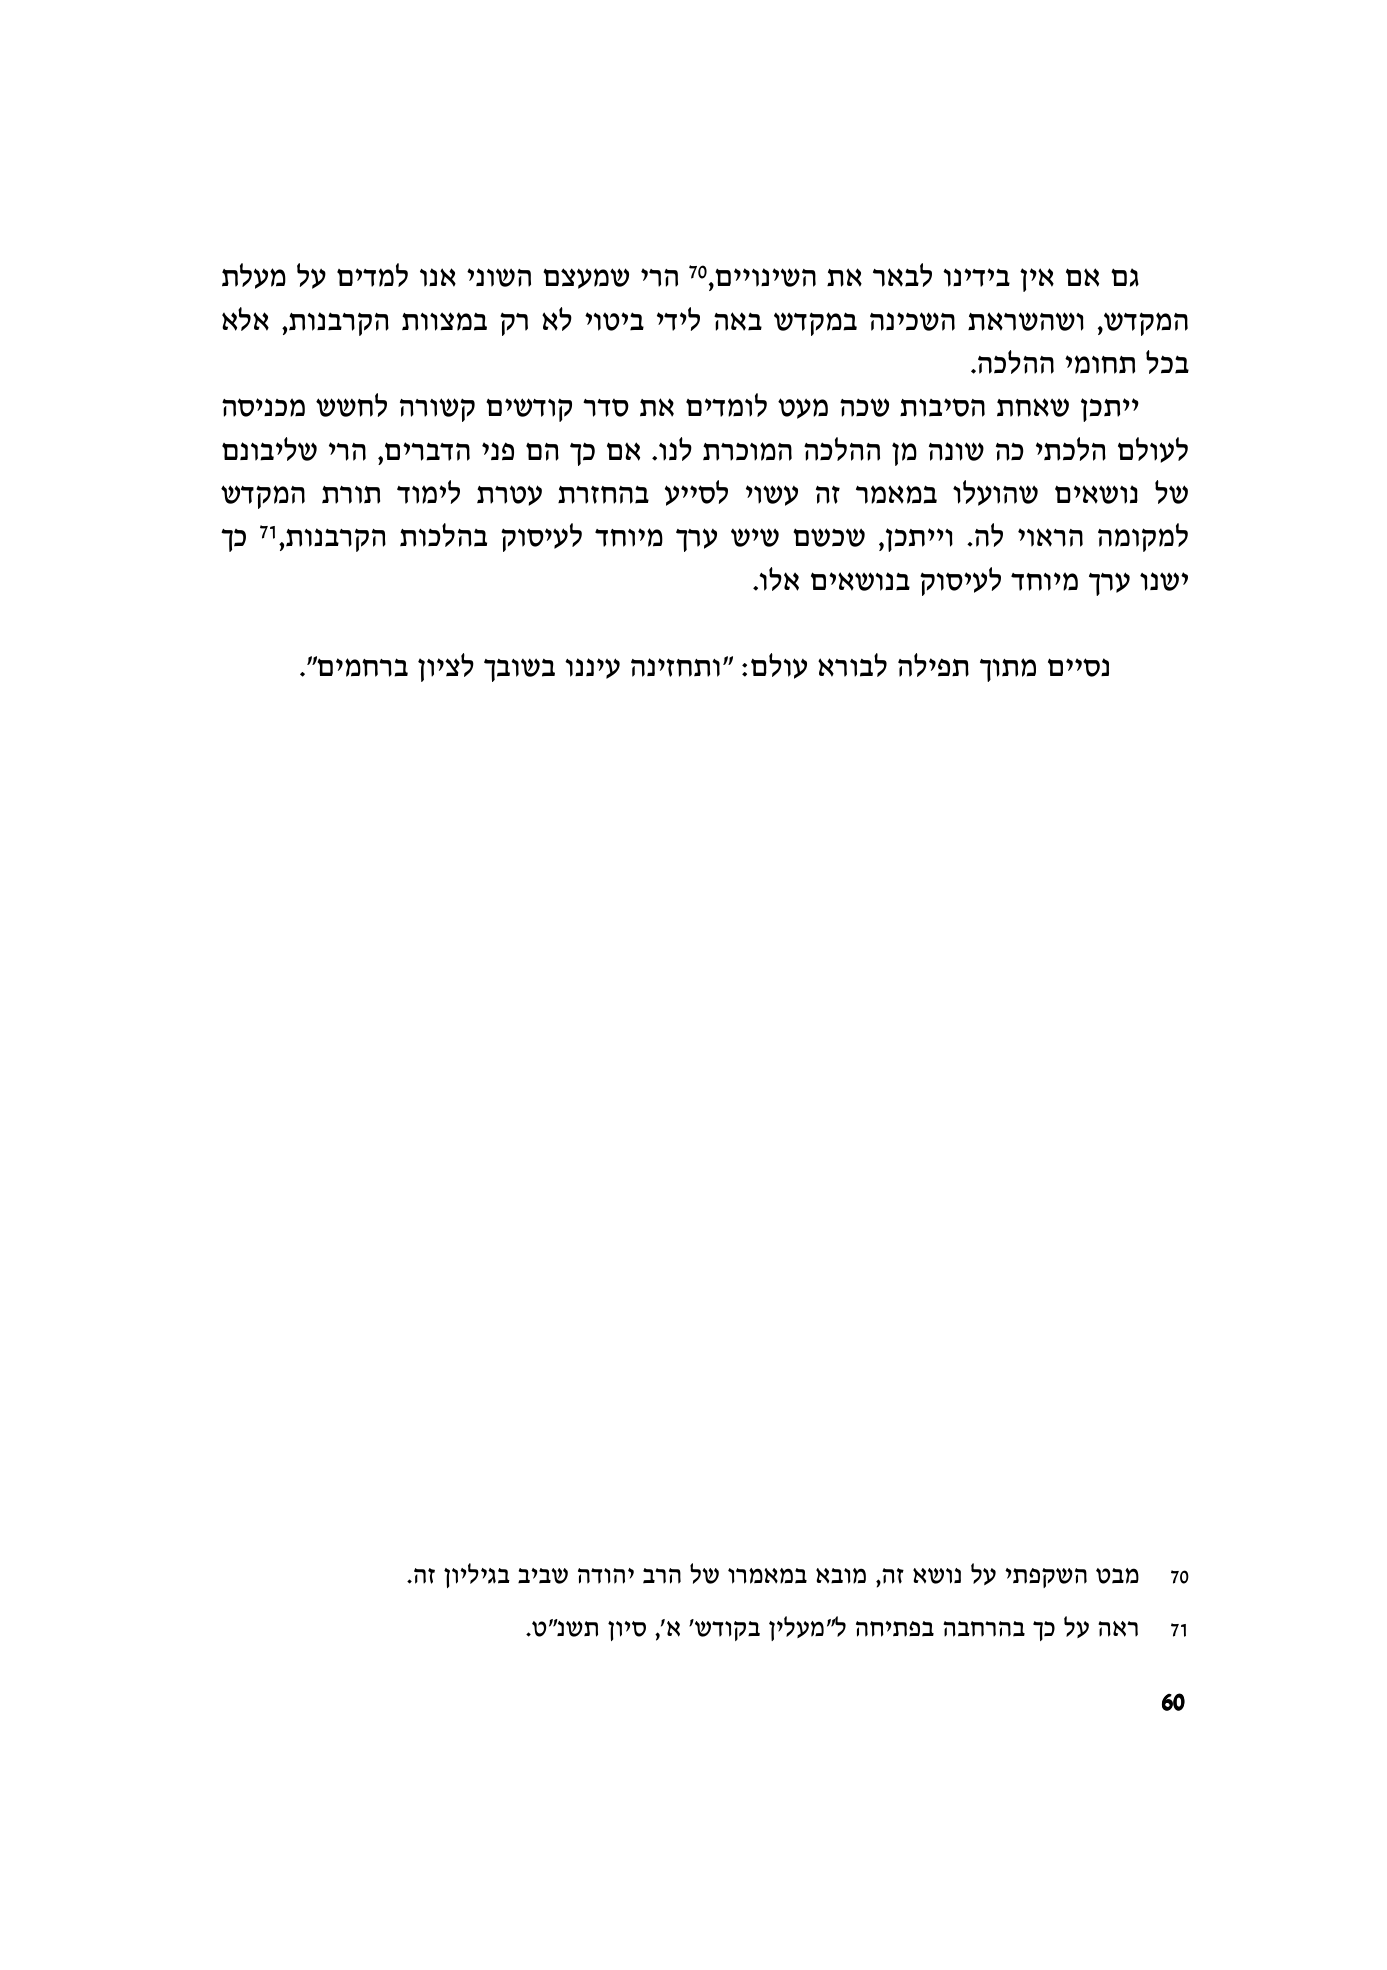 גם אם אין בידינו לבאר את השינויים,70 הרי שמעצם השוני אנו למדים על מעלת
המקדש, ושהשראת השכינה במקדש באה לידי ביטוי לא רק במצוות הקרבנות, אלא
בכל תחומי ההלכה.
ייתכן שאחת הסיבות שכה מעט לומדים את סדר קודשים קשורה לחשש מכניסה
לעולם הלכתי כה שונה מן ההלכה המוכרת לנו. אם כך הם פני הדברים, הרי שליבונם
של נושאים שהועלו במאמר זה עשוי לסייע בהחזרת עטרת לימוד תורת המקדש
למקומה הראוי לה. וייתכן, שכשם שיש ערך מיוחד לעיסוק בהלכות הקרבנות,71 כך
ישנו ערך מיוחד לעיסוק בנושאים אלו.
נסיים מתוך תפילה לבורא עולם: "ותחזינה עיננו בשובך לציון ברחמים".
70 מבט השקפתי על נושא זה, מובא במאמרו של הרב יהודה שביב בגיליון זה.
71 ראה על כך בהרחבה בפתיחה ל"מעלין בקודש' א', סיון תשנ"ט.
60